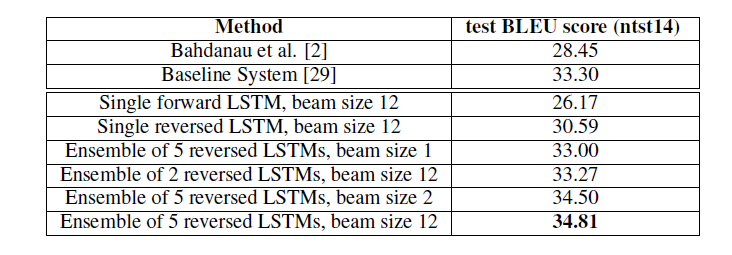 Method test BLEU score (ntst14)
Bahdanau et al. [2] 28.45
Baseline System [29] 33.30
Single forward LSTM, beam size 12 26.17
Single reversed LSTM, beam size 12 30.59
Ensemble of 5 reversed LSTMs, beam size 1 33.00
Ensemble of 2 reversed LSTMs, beam size 12 33.27
Ensemble of 5 reversed LSTMs, beam size 2 34.50
Ensemble of 5 reversed LSTMs, beam size 12 34.81